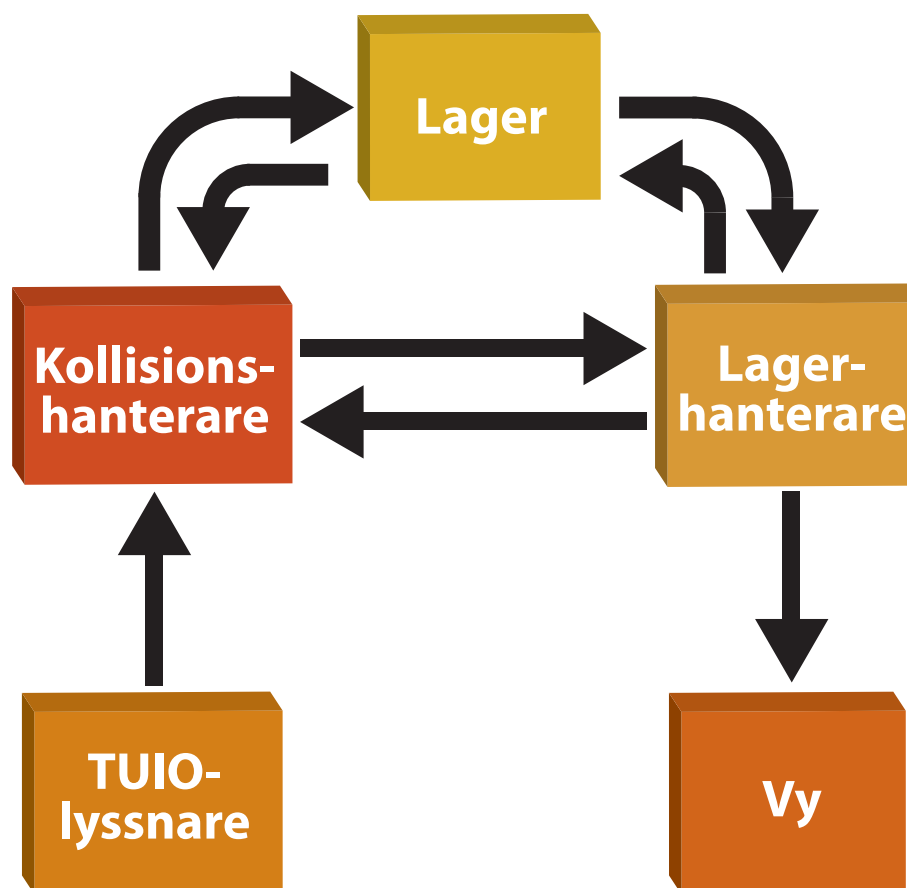 Lager
Kollisions-
hanterare
Lager-
hanterare
TUIO-
lyssnare
Vy